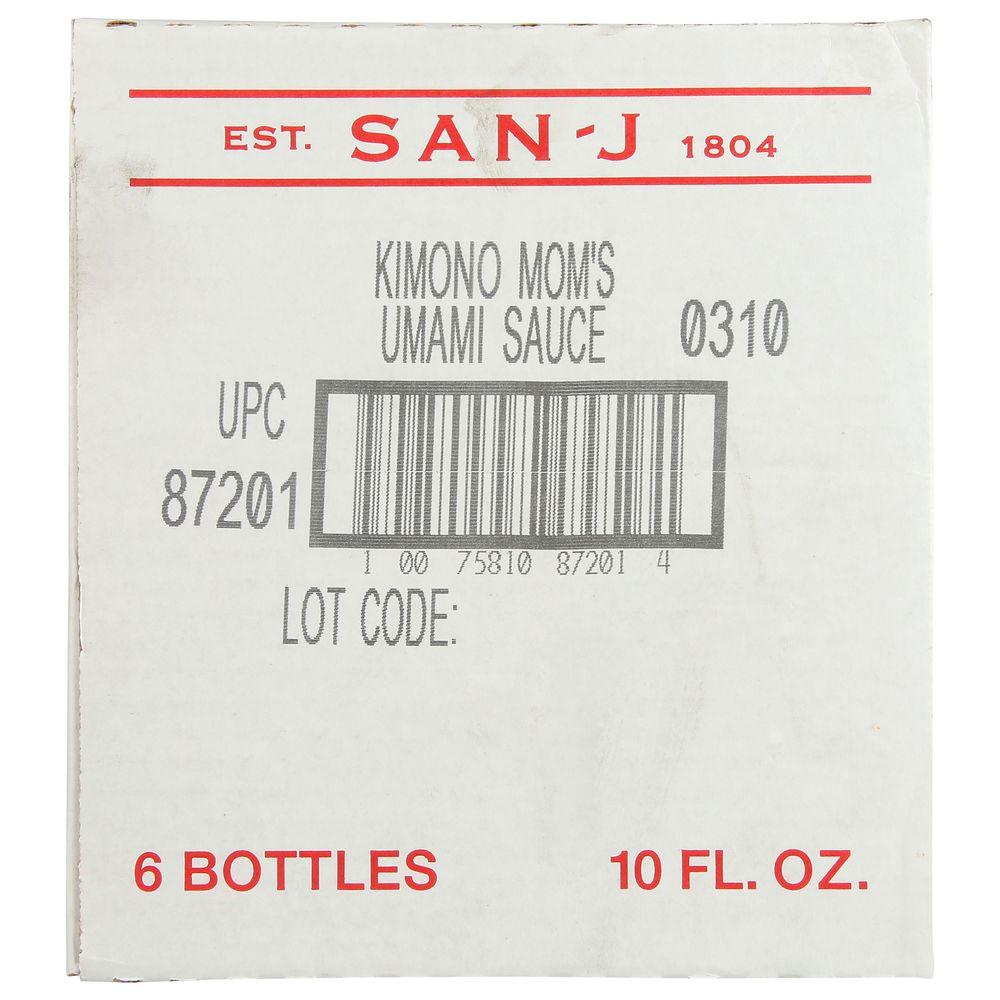 EST. SAN-J 1804
KIMONO MOM'S
UMAMI SAUCE 0310
UPC
87201
1 00 75810 87201 4
LOT CODE:
6 BOTTLES 10 FL. OZ.